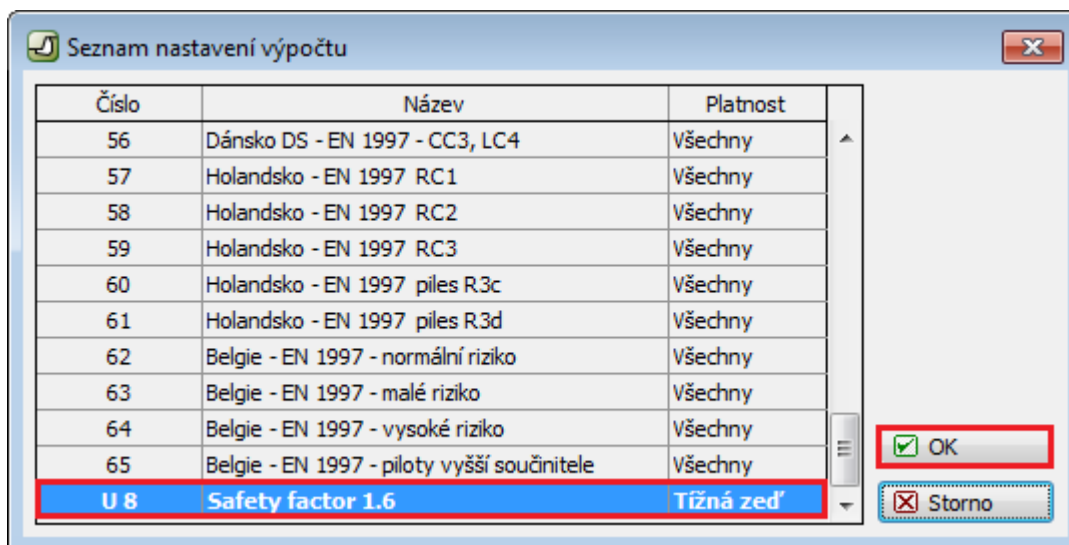 Seznam nastavení výpočtu
Číslo Název Platnost
56 Dánsko DS - EN 1997 - CC3, LC4 Všechny
57 Holandsko - EN 1997 RC1 Všechny
58 Holandsko - EN 1997 RC2 Všechny
59 Holandsko - EN 1997 RC3 Všechny
60 Holandsko - EN 1997 piles R3c Všechny
61 Holandsko - EN 1997 piles R3d Všechny
62 Belgie - EN 1997 - normální riziko Všechny
63 Belgie - EN 1997 - malé riziko Všechny
64 Belgie - EN 1997 - vysoké riziko Všechny
OK
65 Belgie - EN 1997 - piloty vyšší součinitele Všechny
U 8 Safety factor 1.6 Tížná zeď
Storno